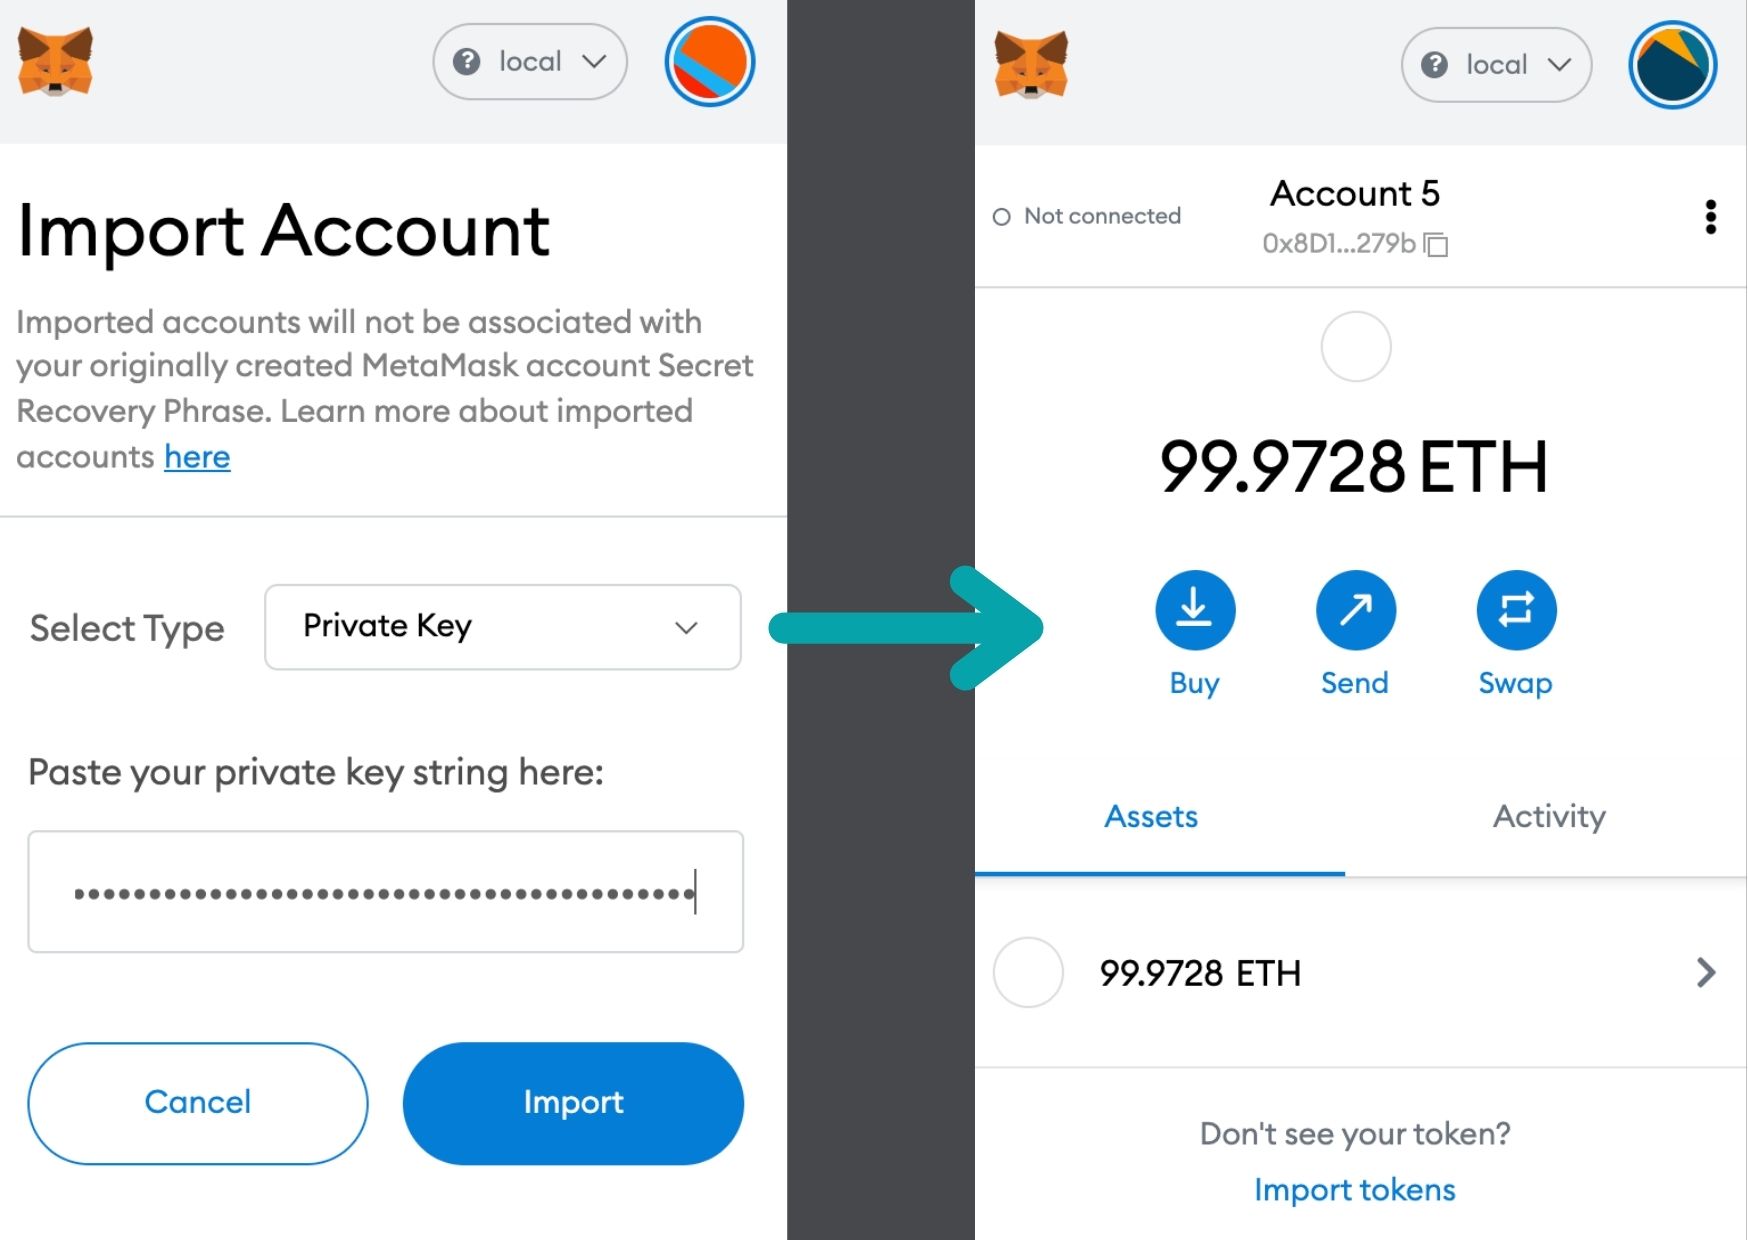 local
Import Account
Imported accounts will not be associated with
your originally created MetaMask account Secret
Recovery Phrase. Learn more about imported
accounts here
Select Type
Private Key
Paste your private key string here:
Cancel
Import
local
Not connected
Account 5
0x8D1...279b
99.9728 ETH
Buy
Send
Swap
Assets
Activity
99.9728 ETH
Don't see your token?
Import tokens